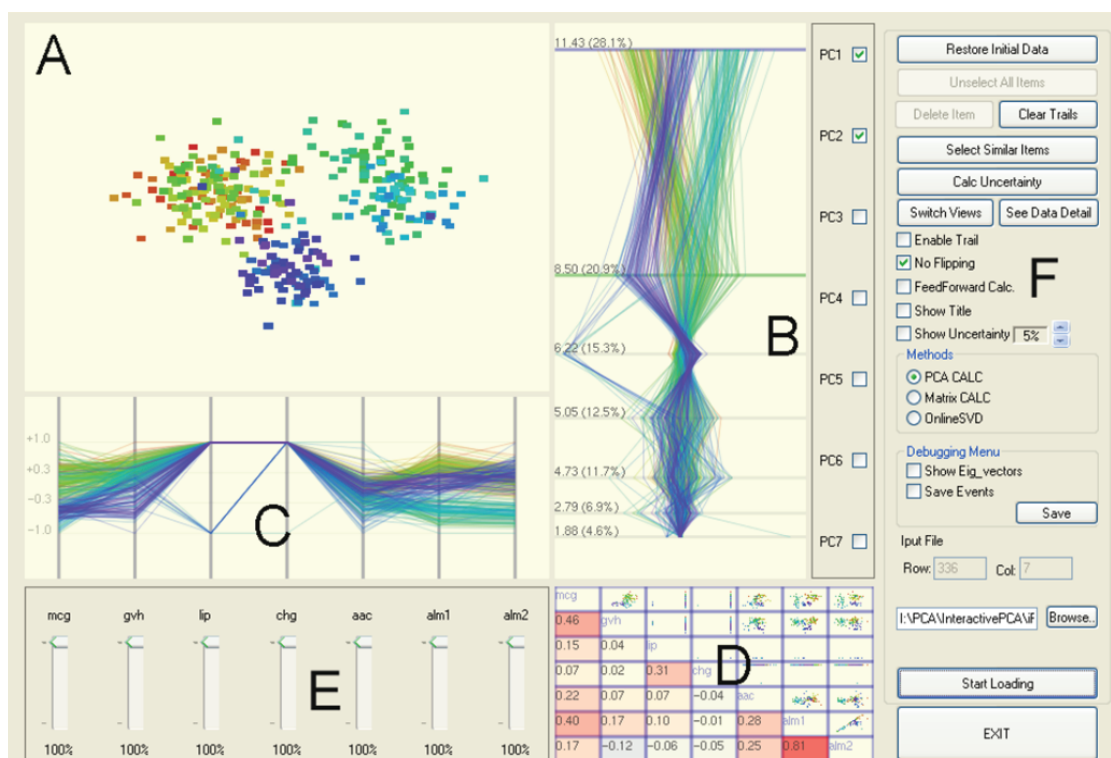 A
11.43 (28.1%)
8.50 (20.9%)
6.22 (15.3%)
5.05 (12.5%)
4.73 (11.7%)
2.79 (6.9%)
1.88 (4.6%)
B
PC1
PC2
PC3
PC4
PC5
PC6
PC7
+1.0
+0.3
−0.3
−1.0
C
mcg gvh lip chg aac alm1 alm2
E
100% 100% 100% 100% 100% 100% 100%
mcg
0.46 gvh
0.15 0.04 lip
0.07 0.02 0.31 chg
0.22 0.07 0.07 −0.04 aac
0.40 0.17 0.10 −0.01 0.28 alm1
0.17 −0.12 −0.06 −0.05 0.25 0.81 alm2
D
Restore Initial Data
Unselect All Items
Delete Item Clear Trails
Select Similar Items
Calc Uncertainty
Switch Views See Data Detail
Enable Trail
No Flipping
FeedForward Calc.
Show Title
Show Uncertainty 5%
F
Methods
PCA CALC
Matrix CALC
OnlineSVD
Debugging Menu
Show Eig_vectors
Save Events
Save
Iput File
Row: 336 Col: 7
I:\PCA\InteractivePCA\iF Browse..
Start Loading
EXIT